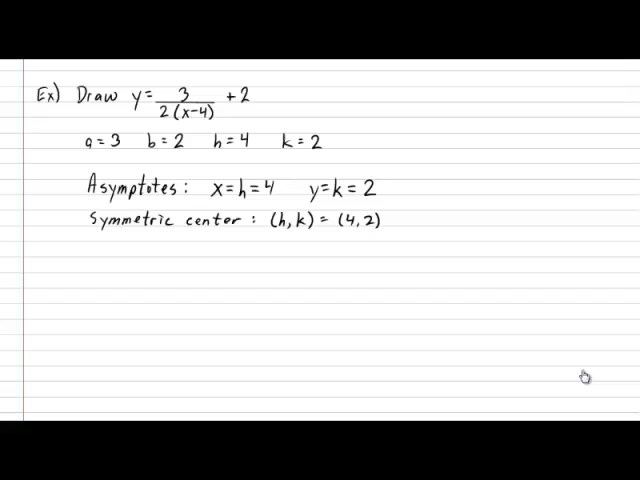 Ex) Draw y = 3/(2(x-4)) + 2
a = 3 b = 2 h = 4 k = 2
Asymptotes: x = h = 4 y = k = 2
Symmetric center: (h, k) = (4, 2)